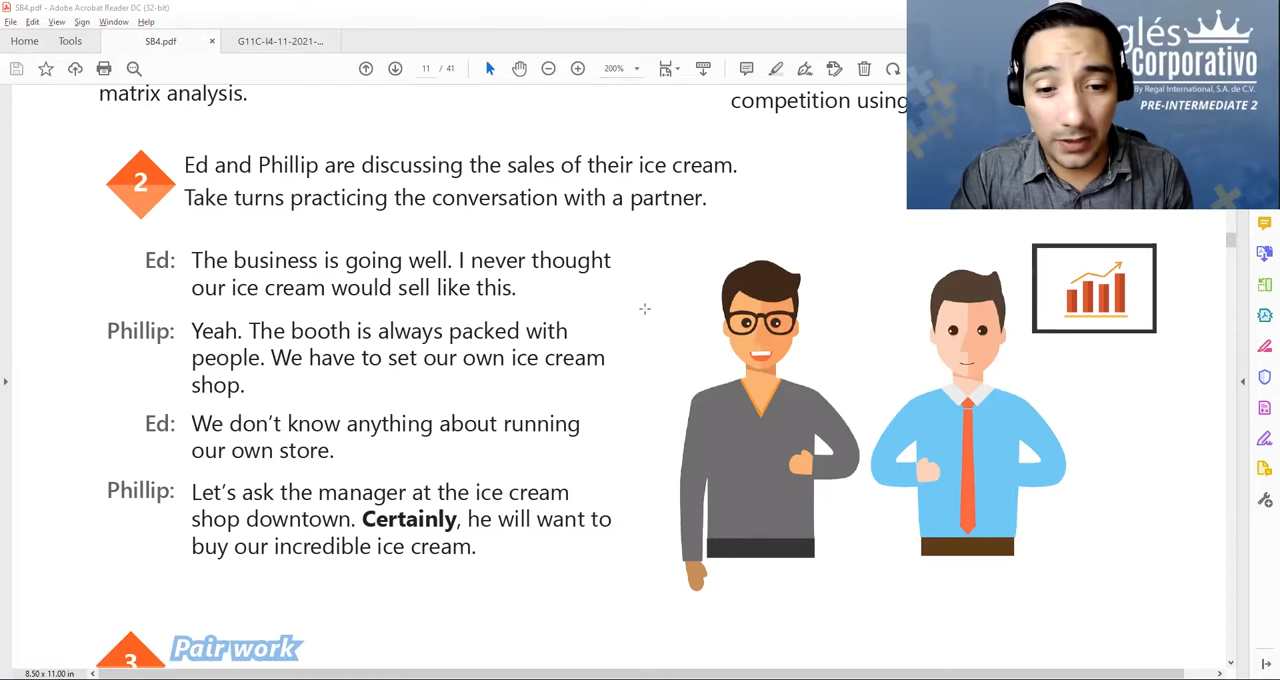 SB4.pdf - Adobe Acrobat Reader DC (32-bit)
File Edit View Sign Window Help
Home Tools SB4.pdf × G11C-I4-11-2021-...
11 / 41 200%
glés
Corporativo
By Regal International, S.A. de C.V.
PRE-INTERMEDIATE 2
matrix analysis.
competition using
2
Ed and Phillip are discussing the sales of their ice cream.
Take turns practicing the conversation with a partner.
Ed: The business is going well. I never thought
our ice cream would sell like this.
Phillip: Yeah. The booth is always packed with
people. We have to set our own ice cream
shop.
Ed: We don't know anything about running
our own store.
Phillip: Let's ask the manager at the ice cream
shop downtown. Certainly, he will want to
buy our incredible ice cream.
3
Pair work
8.50 x 11.00 in